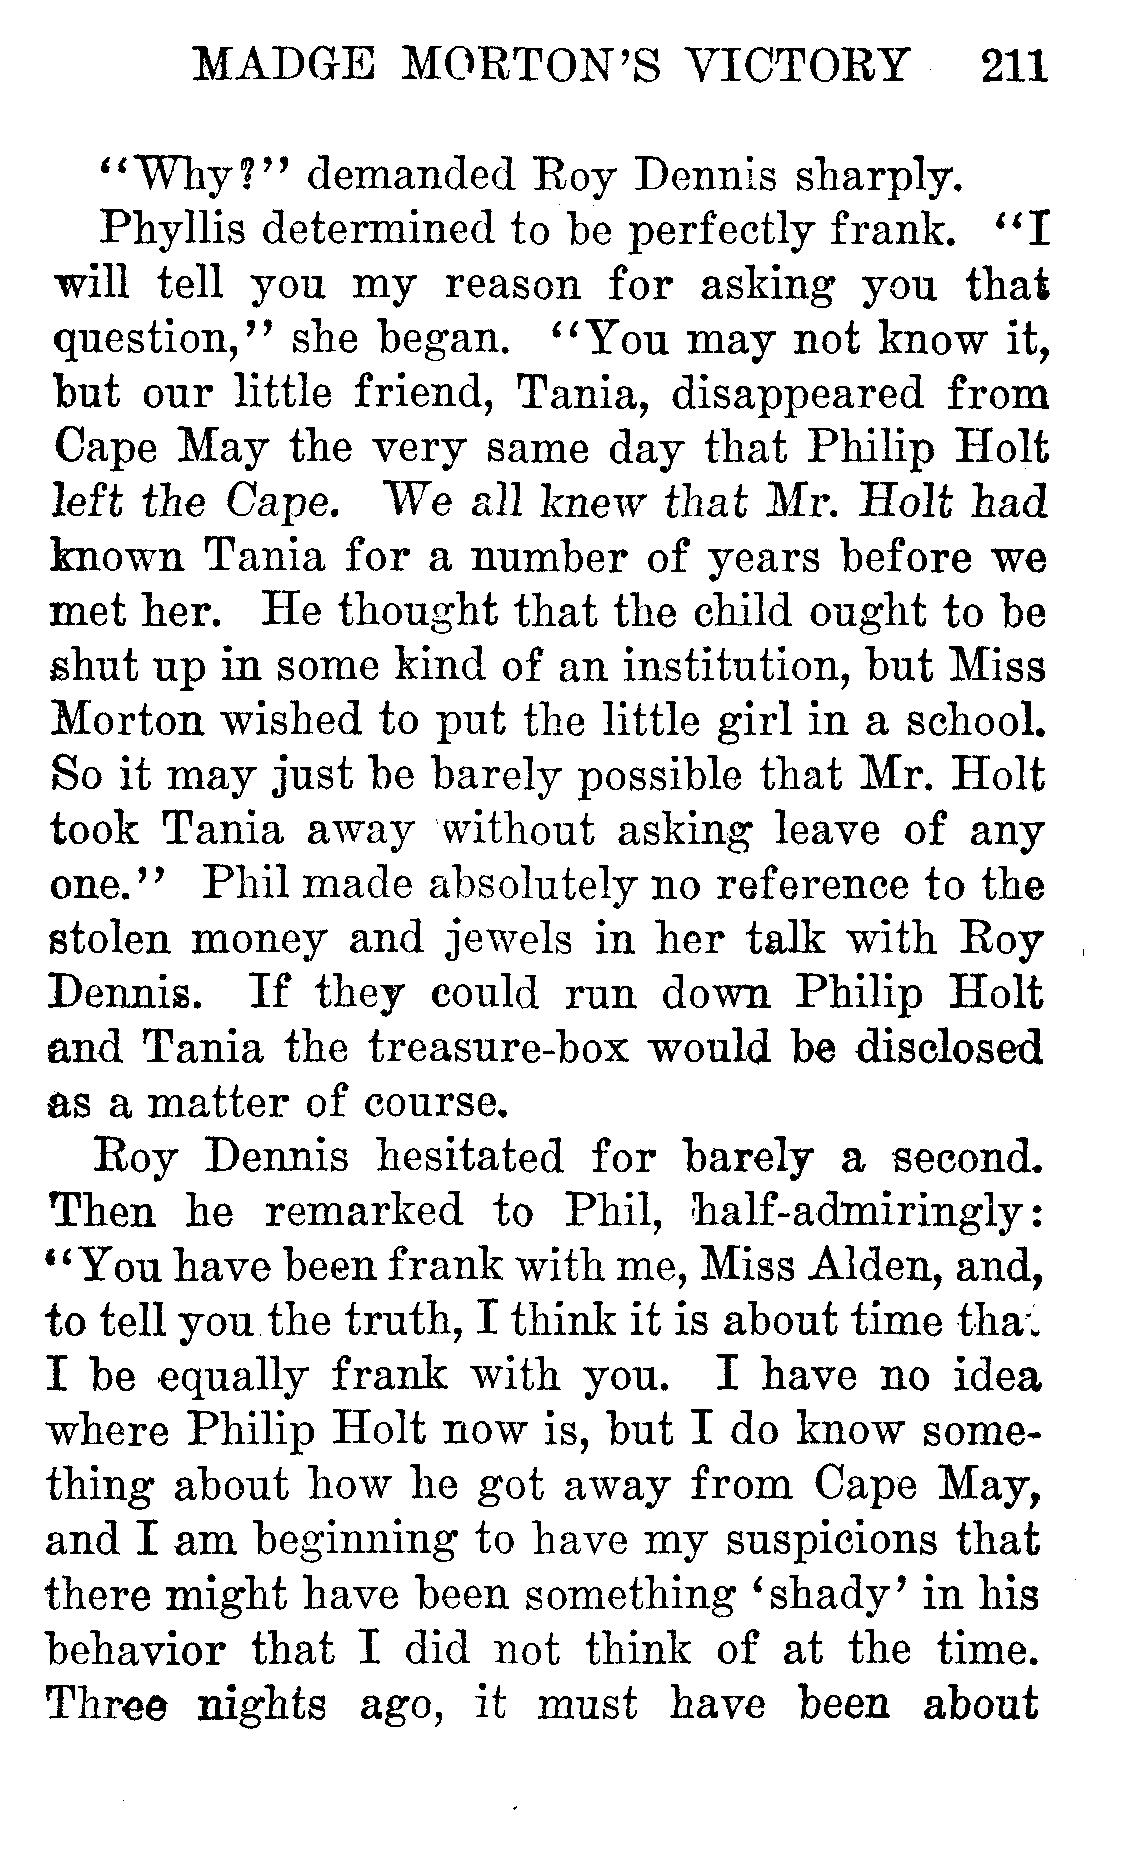 MADGE MORTON'S VICTORY 211
"Why?" demanded Roy Dennis sharply.
Phyllis determined to be perfectly frank. "I
will tell you my reason for asking you that
question," she began. "You may not know it,
but our little friend, Tania, disappeared from
Cape May the very same day that Philip Holt
left the Cape. We all knew that Mr. Holt had
known Tania for a number of years before we
met her. He thought that the child ought to be
shut up in some kind of an institution, but Miss
Morton wished to put the little girl in a school.
So it may just be barely possible that Mr. Holt
took Tania away without asking leave of any
one." Phil made absolutely no reference to the
stolen money and jewels in her talk with Roy
Dennis. If they could run down Philip Holt
and Tania the treasure-box would be disclosed
as a matter of course.
Roy Dennis hesitated for barely a second.
Then he remarked to Phil, half-admiringly:
"You have been frank with me, Miss Alden, and,
to tell you the truth, I think it is about time that
I be equally frank with you. I have no idea
where Philip Holt now is, but I do know some-
thing about how he got away from Cape May,
and I am beginning to have my suspicions that
there might have been something 'shady' in his
behavior that I did not think of at the time.
Three nights ago, it must have been about